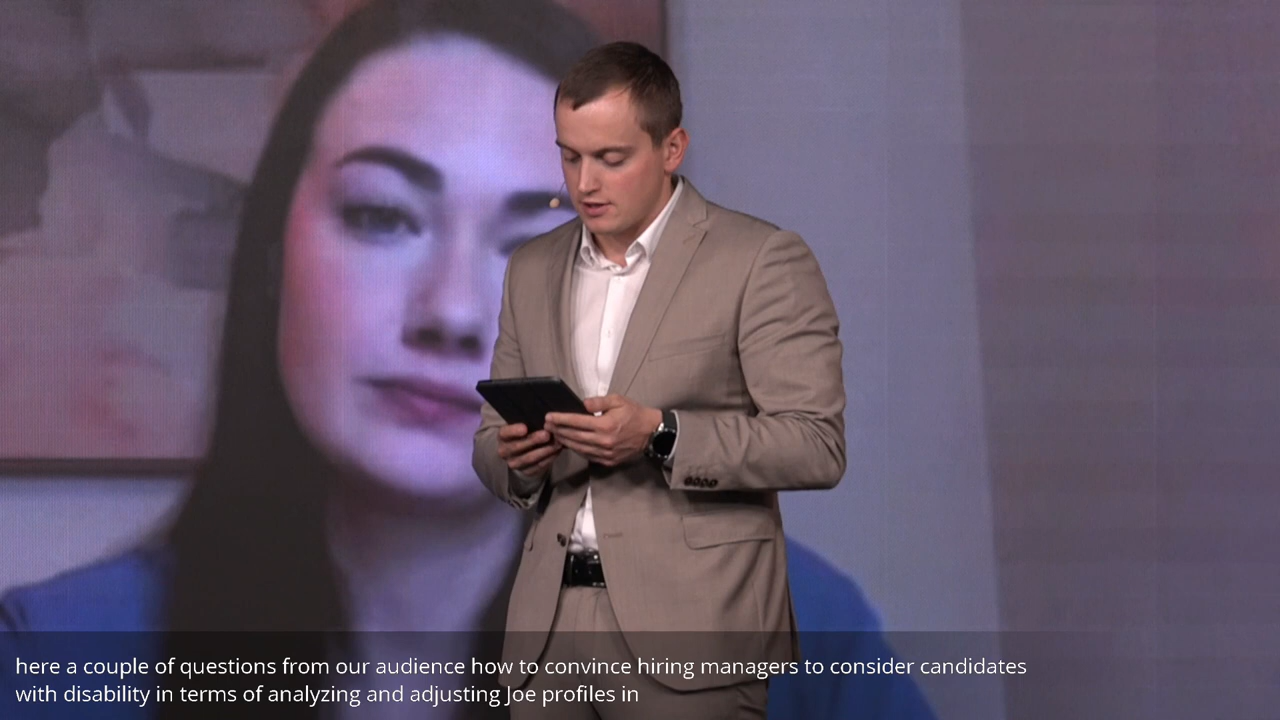 here a couple of questions from our audience how to convince hiring managers to consider candidates
with disability in terms of analyzing and adjusting Joe profiles in